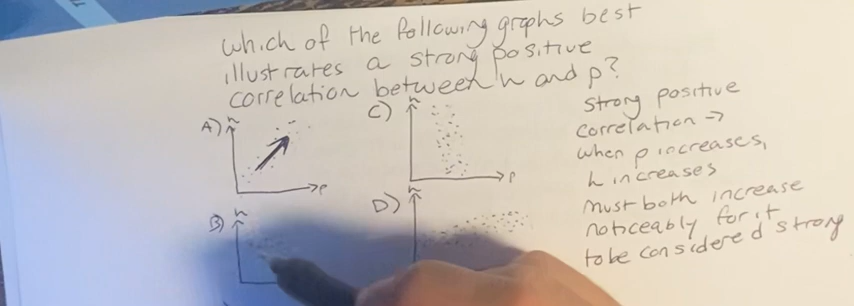 Which of the following graphs best
illustrates a strong positive
correlation between h and p?
A) h
p
B) h
C) h
p
D) h
Strong positive
correlation →
when p increases,
h increases
must both increase
noticeably for it
to be considered strong